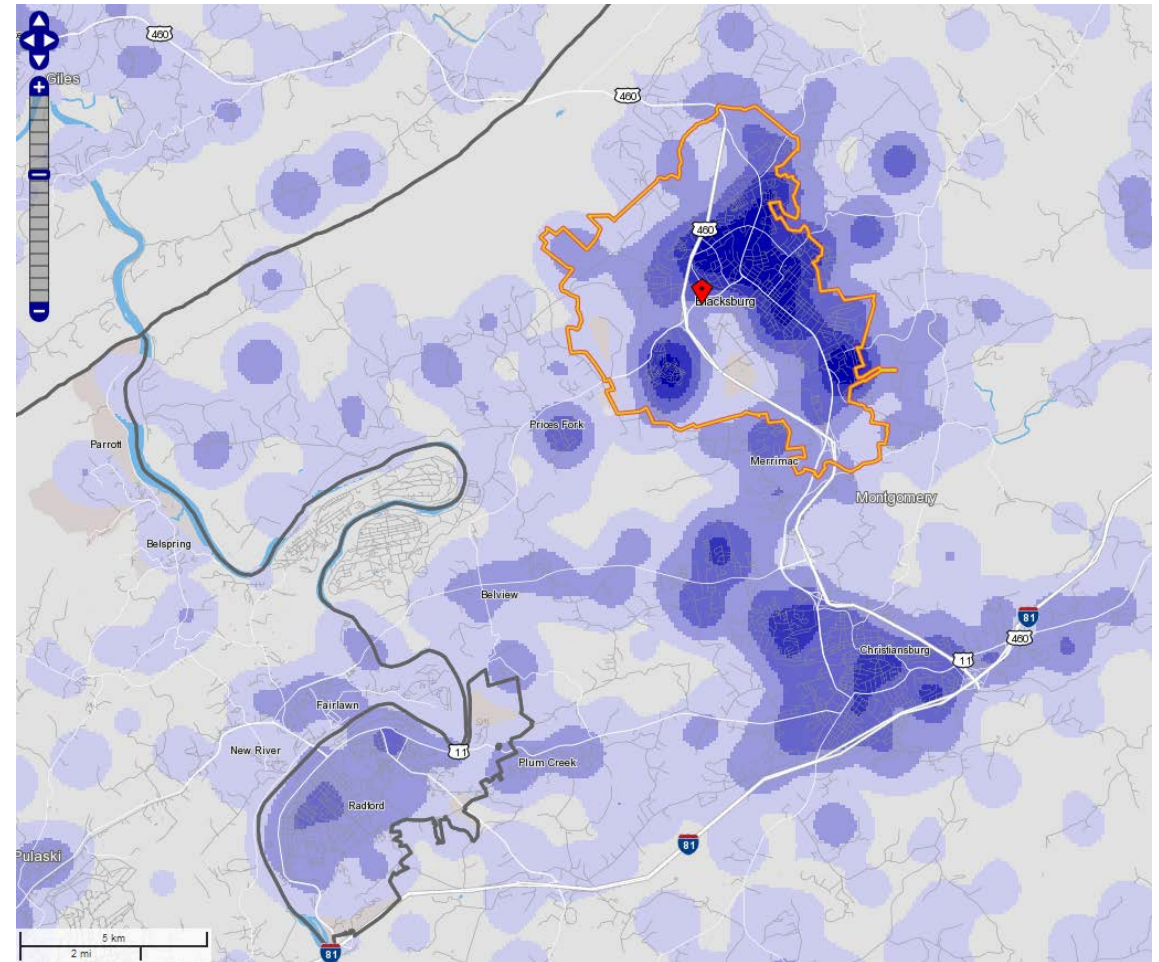 460
Giles
460
460
Blacksburg
Prices Fork
Parrott
Merrimac
Montgomery
Belspring
Belview
81
460
Christiansburg
11
Fairlawn
New River
11
Plum Creek
Radford
81
Pulaski
5 km
2 mi
81